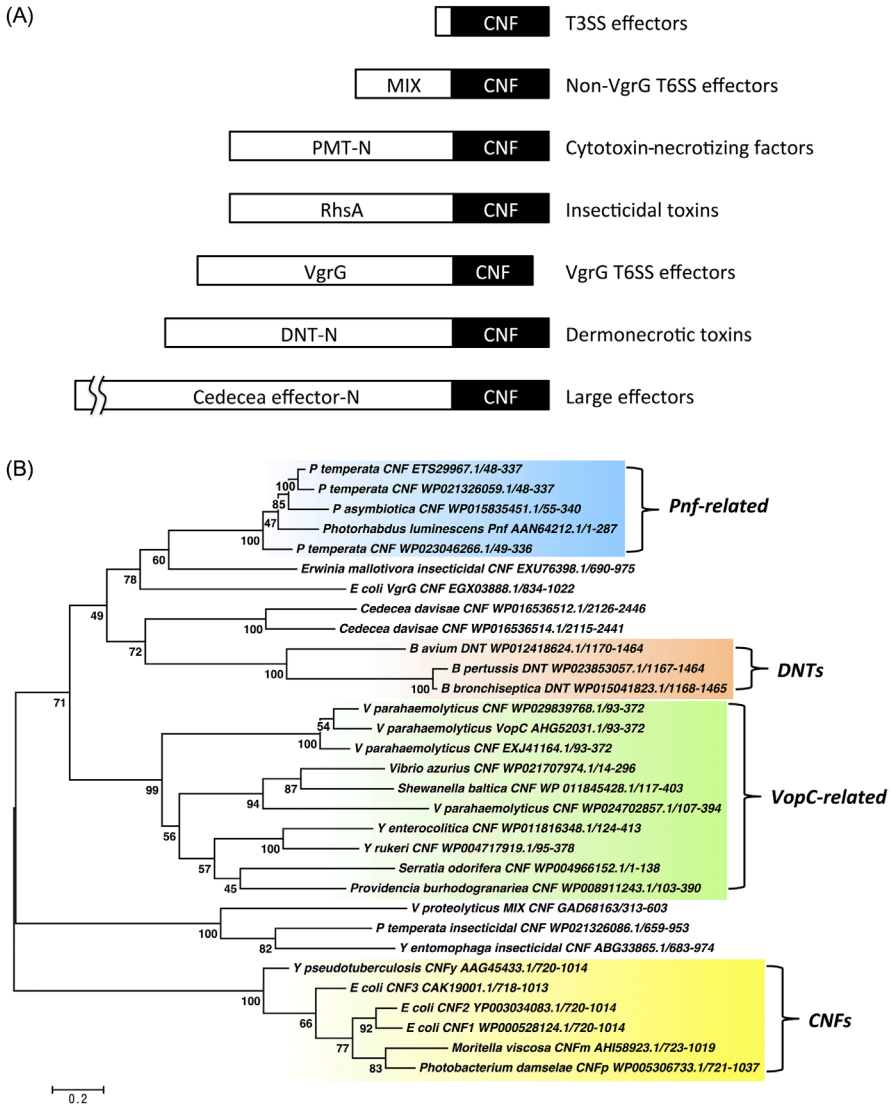 (A)
CNF T3SS effectors
MIX CNF Non-VgrG T6SS effectors
PMT-N CNF Cytotoxin-necrotizing factors
RhsA CNF Insecticidal toxins
VgrG CNF VgrG T6SS effectors
DNT-N CNF Dermonecrotic toxins
Cedecea effector-N CNF Large effectors
(B)
P temperata CNF ETS29967.1/48-337
100
P temperata CNF WP021326059.1/48-337
85
P asymbiotica CNF WP015835451.1/55-340
Pnf-related
47
Photorhabdus luminescens Pnf AAN64212.1/1-287
100
P temperata CNF WP023046266.1/49-336
60
Erwinia mallotivora insecticidal CNF EXU76398.1/690-975
78
E coli VgrG CNF EGX03888.1/834-1022
49
Cedecea davisae CNF WP016536512.1/2126-2446
100
Cedecea davisae CNF WP016536514.1/2115-2441
72
B avium DNT WP012418624.1/1170-1464
100
B pertussis DNT WP023853057.1/1167-1464
DNTs
100
B bronchiseptica DNT WP015041823.1/1168-1465
71
V parahaemolyticus CNF WP029839768.1/93-372
54
V parahaemolyticus VopC AHG52031.1/93-372
100
V parahaemolyticus CNF EXJ41164.1/93-372
99
Vibrio azurius CNF WP021707974.1/14-296
87
Shewanella baltica CNF WP 011845428.1/117-403
VopC-related
94
V parahaemolyticus CNF WP024702857.1/107-394
56
Y enterocolitica CNF WP011816348.1/124-413
100
Y rukeri CNF WP004717919.1/95-378
57
Serratia odorifera CNF WP004966152.1/1-138
45
Providencia burhodogranariea CNF WP008911243.1/103-390
V proteolyticus MIX CNF GAD68163/313-603
100
P temperata insecticidal CNF WP021326086.1/659-953
82
Y entomophaga insecticidal CNF ABG33865.1/683-974
Y pseudotuberculosis CNFy AAG45433.1/720-1014
100
E coli CNF3 CAK19001.1/718-1013
66
E coli CNF2 YP003034083.1/720-1014
92
CNFs
E coli CNF1 WP000528124.1/720-1014
77
Moritella viscosa CNFm AHI58923.1/723-1019
83
Photobacterium damselae CNFp WP005306733.1/721-1037
0.2